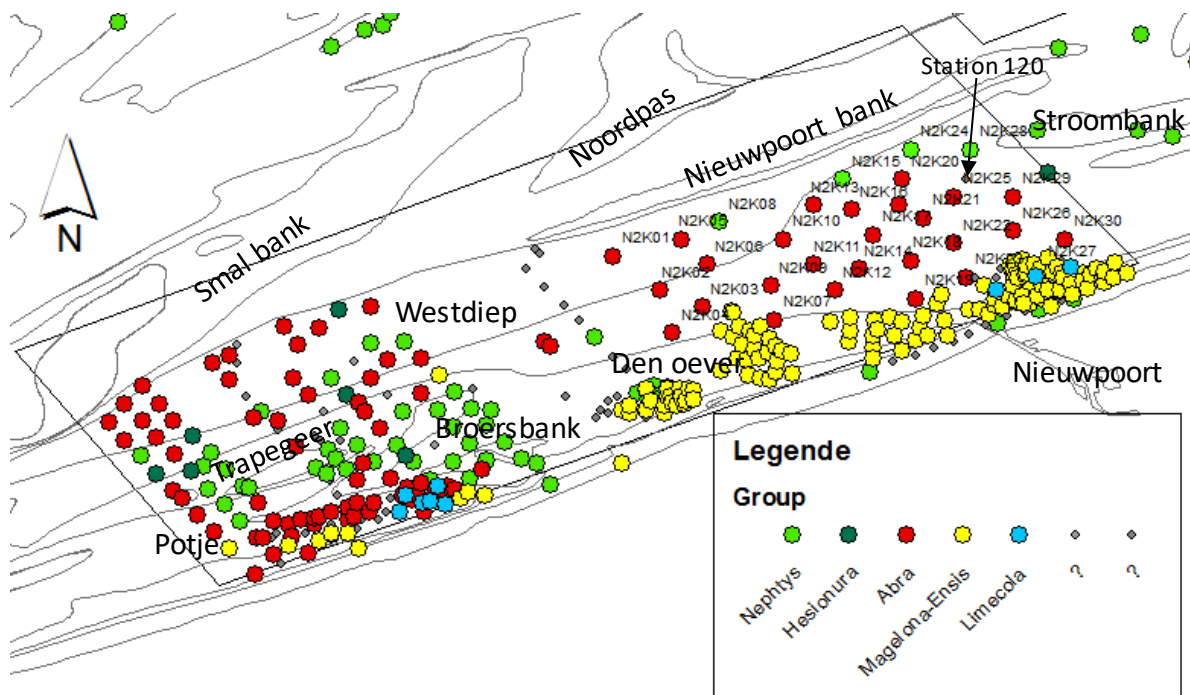 Station 120
Stroombank
Noordpas
Nieuwpoort bank
N2K24
N2K28
N2K15
N2K20
N2K25
N2K29
N2K13
N2K16
N2K21
N2K08
N2K05
N2K10
N2K26
N2K30
N2K01
N2K06
N2K11
N2K14
N2K22
N2K27
N2K02
N2K09
N2K12
N2K03
N2K07
N2K04
Smal bank
N
Westdiep
Den oever
Nieuwpoort
Broersbank
Trapegeer
Potje
Legende
Group
Nephtys
Hesionura
Abra
Magelona-Ensis
Limecola
?
?